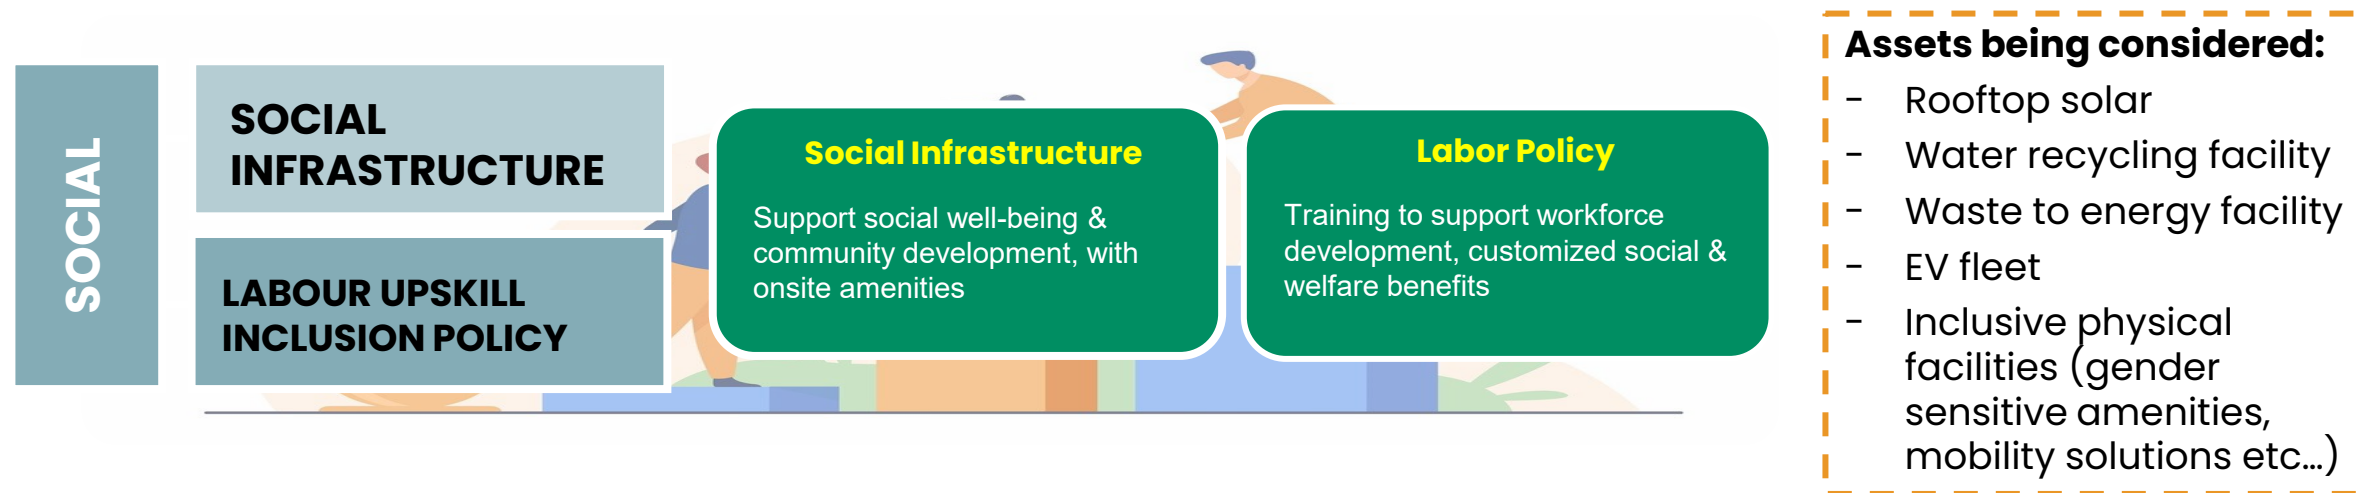 SOCIAL
SOCIAL
INFRASTRUCTURE
LABOUR UPSKILL
INCLUSION POLICY
Social Infrastructure
Support social well-being &
community development, with
onsite amenities
Labor Policy
Training to support workforce
development, customized social &
welfare benefits
Assets being considered:
- Rooftop solar
- Water recycling facility
- Waste to energy facility
- EV fleet
- Inclusive physical
facilities (gender
sensitive amenities,
mobility solutions etc...)